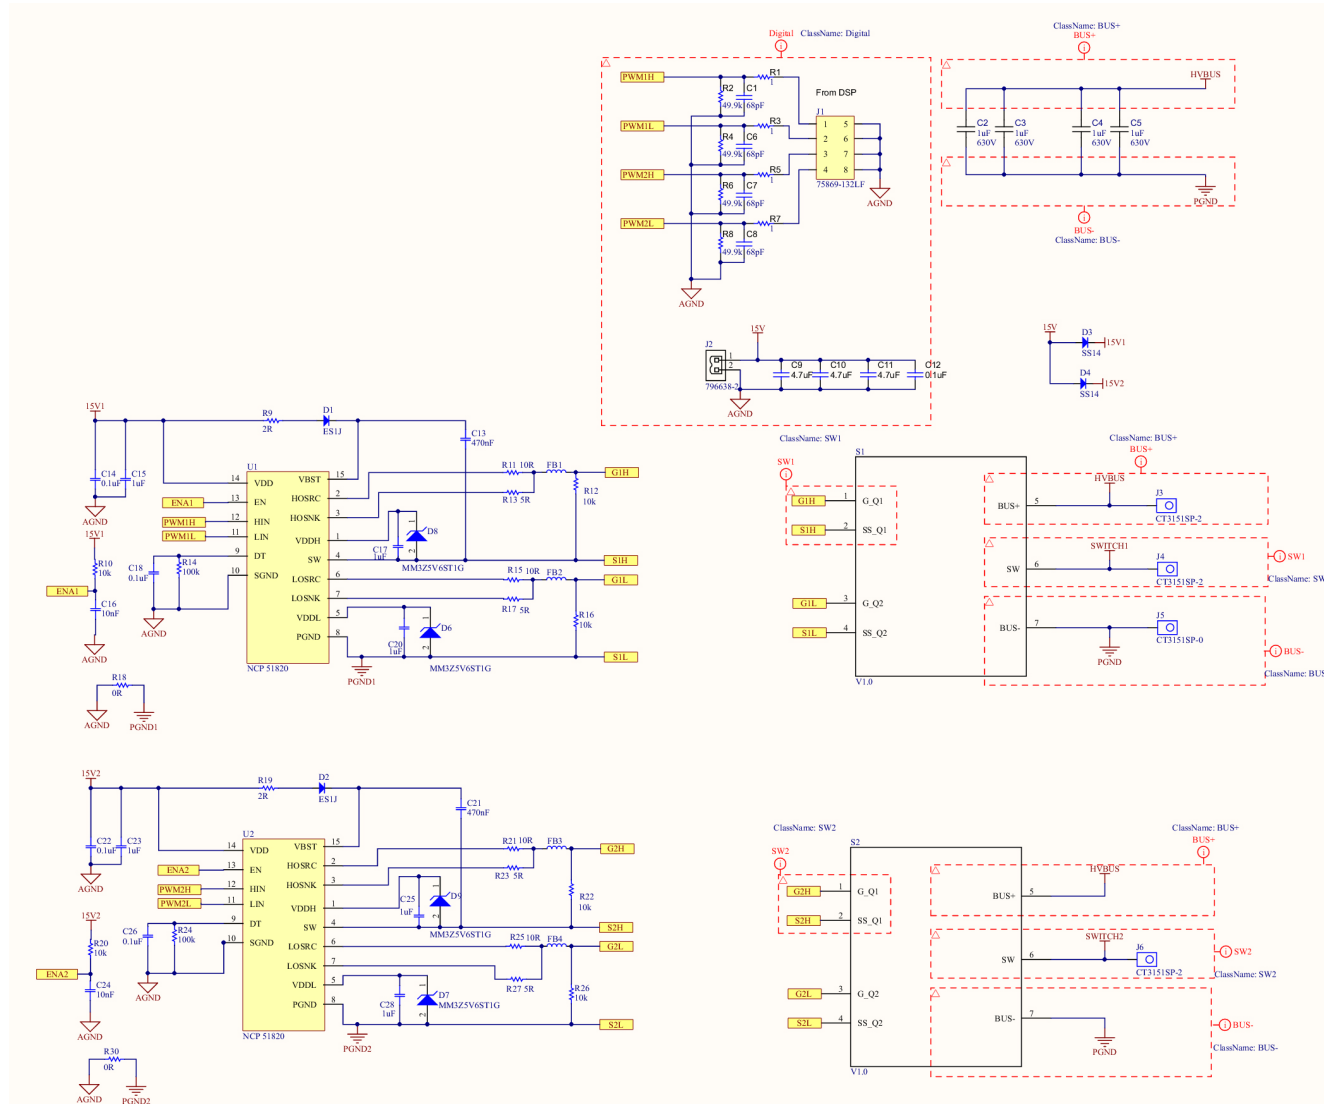 Digital ClassName: Digital
PWM1H
R1
1
R2
49.9k
C1
68pF
PWM1L
R3
1
R4
49.9k
C6
68pF
PWM2H
R5
1
R6
49.9k
C7
68pF
PWM2L
R7
1
R8
49.9k
C8
68pF
AGND
From DSP
J1
1 5
2 6
3 7
4 8
75869-132LF
AGND
ClassName: BUS+
BUS+
HVBUS
C2
1uF
630V
C3
1uF
630V
C4
1uF
630V
C5
1uF
630V
PGND
BUS-
ClassName: BUS-
15V
J2
1
2
796638-2
C9
4.7uF
C10
4.7uF
C11
4.7uF
C12
0.1uF
AGND
15V
D3
15V1
SS14
D4
15V2
SS14
15V1
R9
2R
D1
ES1J
C13
470nF
C14
0.1uF
C15
1uF
AGND
U1
14 VDD
13 EN
12 HIN
11 LIN
9 DT
10 SGND
VBST 15
HOSRC 2
HOSNK 3
VDDH 1
SW 4
LOSRC 6
LOSNK 7
VDDL 5
PGND 8
NCP 51820
ENA1
PWM1H
PWM1L
15V1
R10
10k
ENA1
C16
10nF
AGND
C18
0.1uF
R14
100k
AGND
R11 10R FB1
R13 5R
G1H
R12
10k
C17
1uF
1
D8
2
MM3Z5V6ST1G
S1H
R15 10R FB2
R17 5R
G1L
R16
10k
C20
1uF
1
D6
2
MM3Z5V6ST1G
S1L
PGND1
R18
0R
AGND
PGND1
ClassName: SW1
SW1
S1
G1H 1 G_Q1
S1H 2 SS_Q1
G1L 3 G_Q2
S1L 4 SS_Q2
V1.0
ClassName: BUS+
BUS+
HVBUS
BUS+ 5
J3
CT3151SP-2
SWITCH1
SW 6
J4
CT3151SP-2
SW1
ClassName: SW
BUS- 7
J5
CT3151SP-0
PGND
BUS-
ClassName: BUS
15V2
R19
2R
D2
ES1J
C21
470nF
C22
0.1uF
C23
1uF
AGND
U2
14 VDD
13 EN
12 HIN
11 LIN
9 DT
10 SGND
VBST 15
HOSRC 2
HOSNK 3
VDDH 1
SW 4
LOSRC 6
LOSNK 7
VDDL 5
PGND 8
NCP 51820
ENA2
PWM2H
PWM2L
15V2
R20
10k
ENA2
C24
10nF
AGND
C26
0.1uF
R24
100k
AGND
R21 10R FB3
R23 5R
G2H
R22
10k
C25
1uF
1
D9
2
MM3Z5V6ST1G
S2H
R25 10R FB4
R27 5R
G2L
R26
10k
C28
1uF
1
D7
2
MM3Z5V6ST1G
S2L
PGND2
R30
0R
AGND
PGND2
ClassName: SW2
SW2
S2
G2H 1 G_Q1
S2H 2 SS_Q1
G2L 3 G_Q2
S2L 4 SS_Q2
V1.0
ClassName: BUS+
BUS+
HVBUS
BUS+ 5
SWITCH2
SW 6
J6
CT3151SP-2
SW2
ClassName: SW2
BUS- 7
PGND
BUS-
ClassName: BUS-